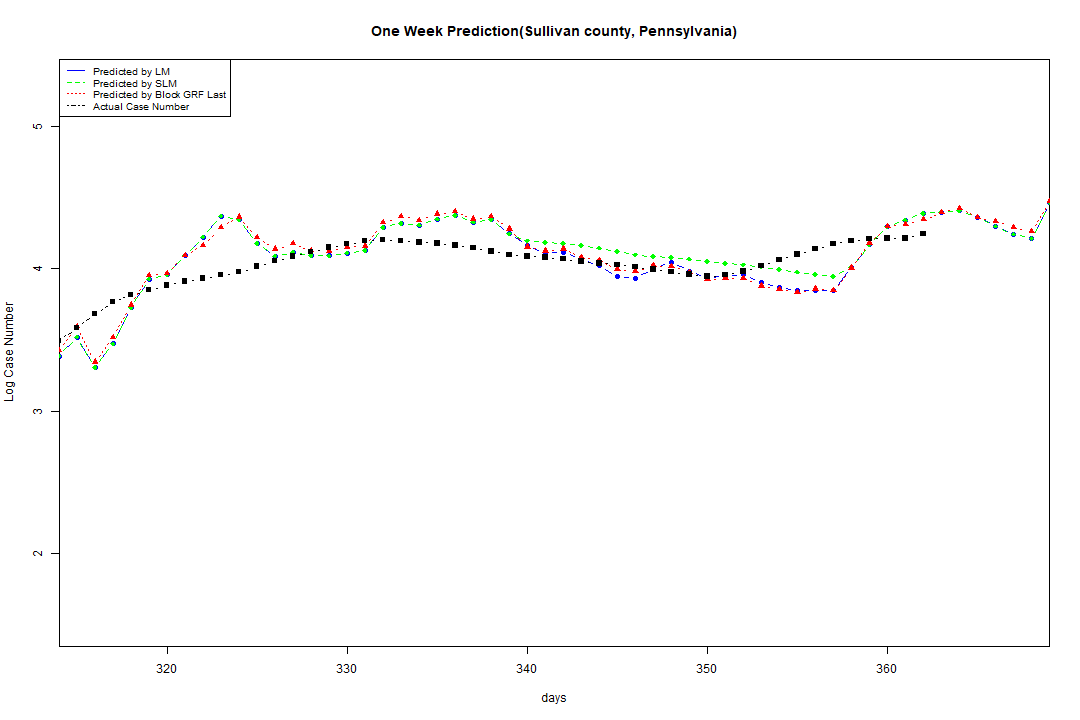 One Week Prediction(Sullivan county, Pennsylvania)
Predicted by LM
Predicted by SLM
Predicted by Block GRF Last
Actual Case Number
5
4
3
2
Log Case Number
320 330 340 350 360
days